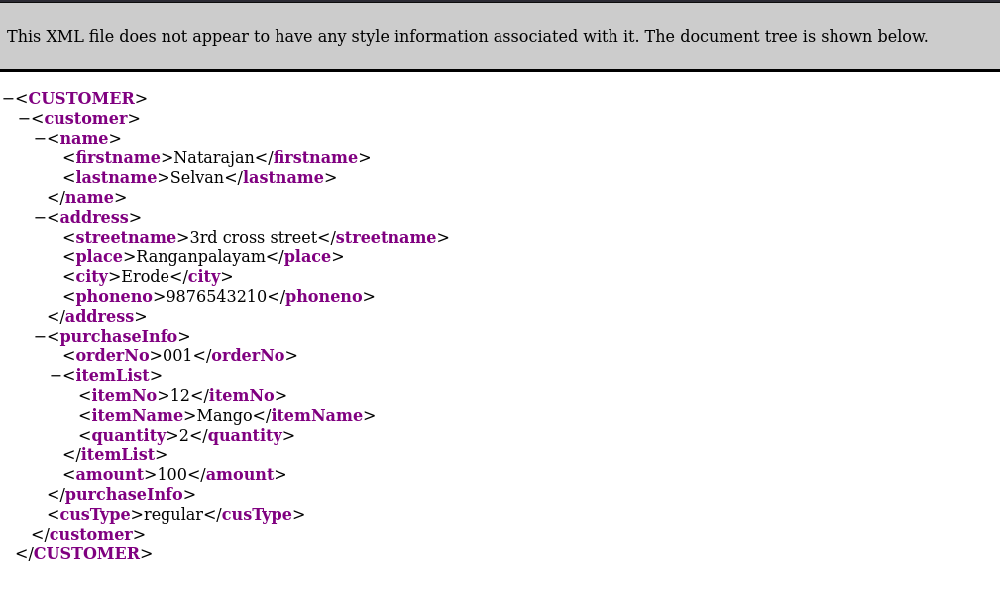 This XML file does not appear to have any style information associated with it. The document tree is shown below.
−<CUSTOMER>
−<customer>
−<name>
<firstname>Natarajan</firstname>
<lastname>Selvan</lastname>
</name>
−<address>
<streetname>3rd cross street</streetname>
<place>Ranganpalayam</place>
<city>Erode</city>
<phoneno>9876543210</phoneno>
</address>
−<purchaseInfo>
<orderNo>001</orderNo>
−<itemList>
<itemNo>12</itemNo>
<itemName>Mango</itemName>
<quantity>2</quantity>
</itemList>
<amount>100</amount>
</purchaseInfo>
<cusType>regular</cusType>
</customer>
</CUSTOMER>